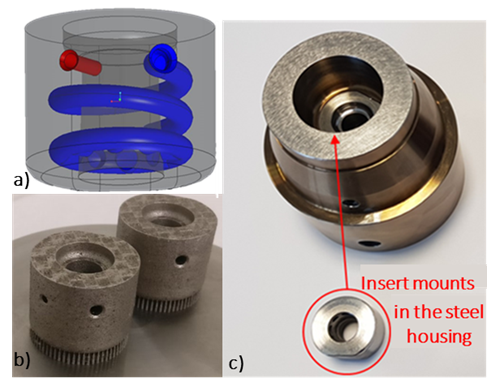 a)
b)
c)
Insert mounts
in the steel
housing